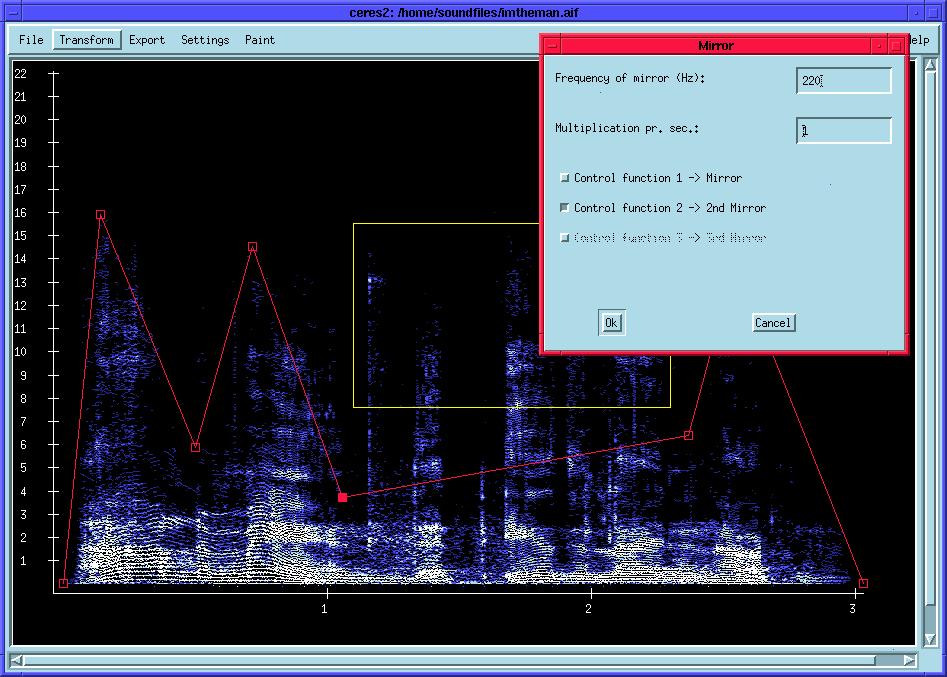 ceres2: /home/soundfiles/imtheman.aif
File Transform Export Settings Paint elp
Mirror
Frequency of mirror (Hz): 220
Multiplication pr. sec.: 1
Control function 1 -> Mirror
Control function 2 -> 2nd Mirror
Control function 3 -> 3rd Mirror
Ok Cancel
22
21
20
19
18
17
16
15
14
13
12
11
10
9
8
7
6
5
4
3
2
1
1 2 3